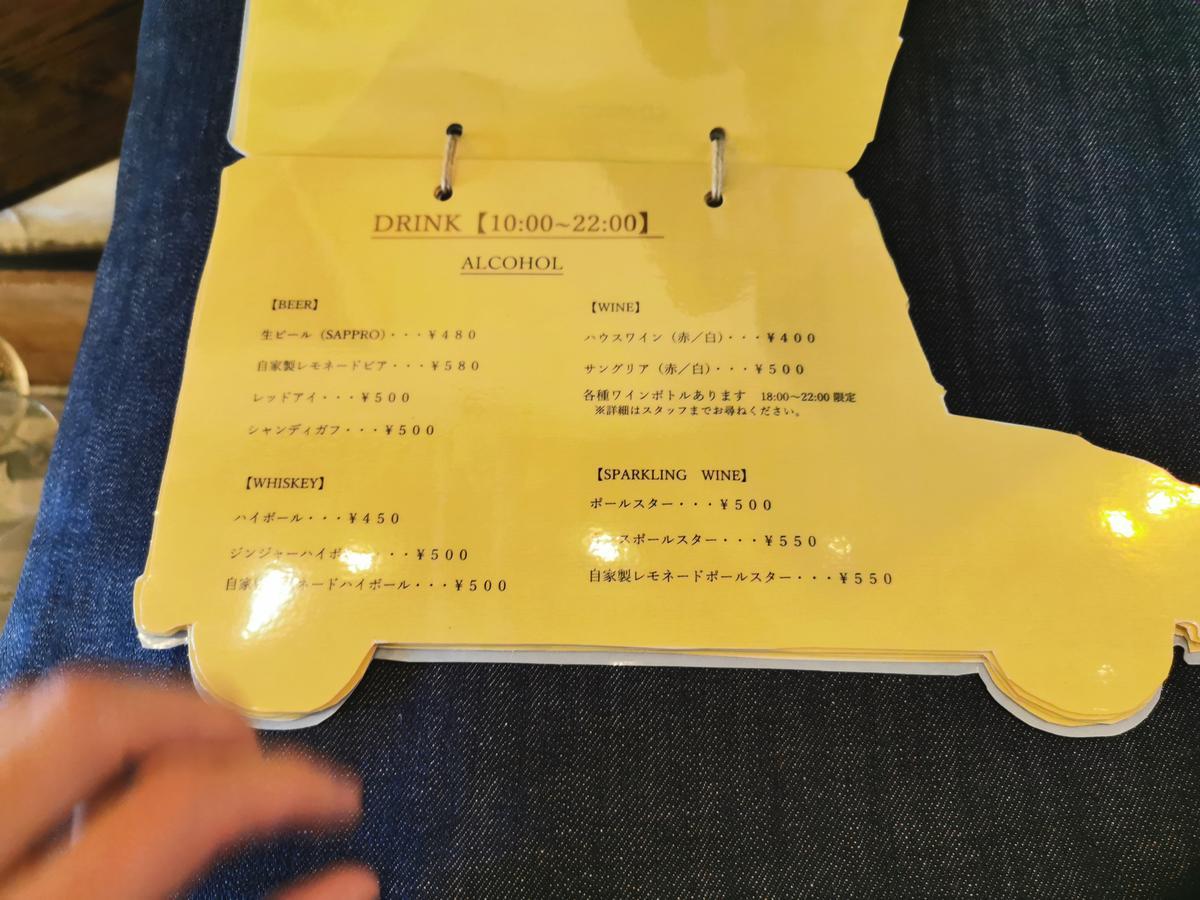 DRINK【10:00~22:00】
ALCOHOL
【BEER】
生ビール（SAPPRO）・・・￥４８０
自家製レモネードビア・・・￥５８０
レッドアイ・・・￥５００
シャンディガフ・・・￥５００
【WHISKEY】
ハイボール・・・￥４５０
ジンジャーハイボ ・・￥５００
自家 ネードハイボール・・・￥５００
【WINE】
ハウスワイン（赤／白）・・・￥４００
サングリア（赤／白）・・・￥５００
各種ワインボトルあります　18:00～22:00 限定
※詳細はスタッフまでお尋ねください。
【SPARKLING　WINE】
ポールスター・・・￥５００
スポールスター・・・￥５５０
自家製レモネードポールスター・・・￥５５０